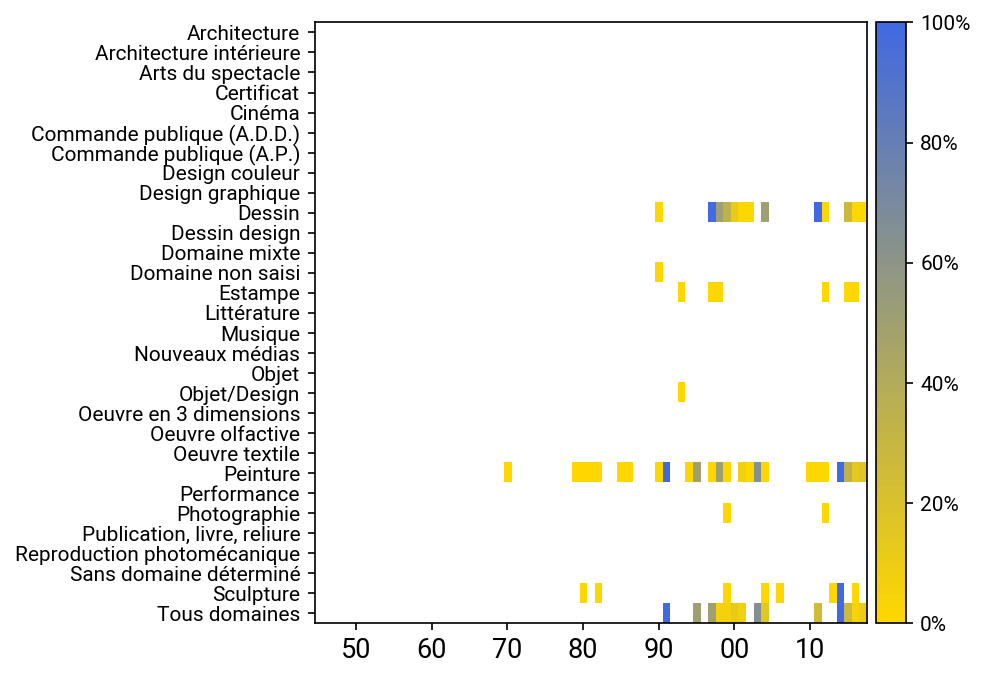 Architecture
Architecture intérieure
Arts du spectacle
Certificat
Cinéma
Commande publique (A.D.D.)
Commande publique (A.P.)
Design couleur
Design graphique
Dessin
Dessin design
Domaine mixte
Domaine non saisi
Estampe
Littérature
Musique
Nouveaux médias
Objet
Objet/Design
Oeuvre en 3 dimensions
Oeuvre olfactive
Oeuvre textile
Peinture
Performance
Photographie
Publication, livre, reliure
Reproduction photomécanique
Sans domaine déterminé
Sculpture
Tous domaines
50 60 70 80 90 00 10
100%
80%
60%
40%
20%
0%